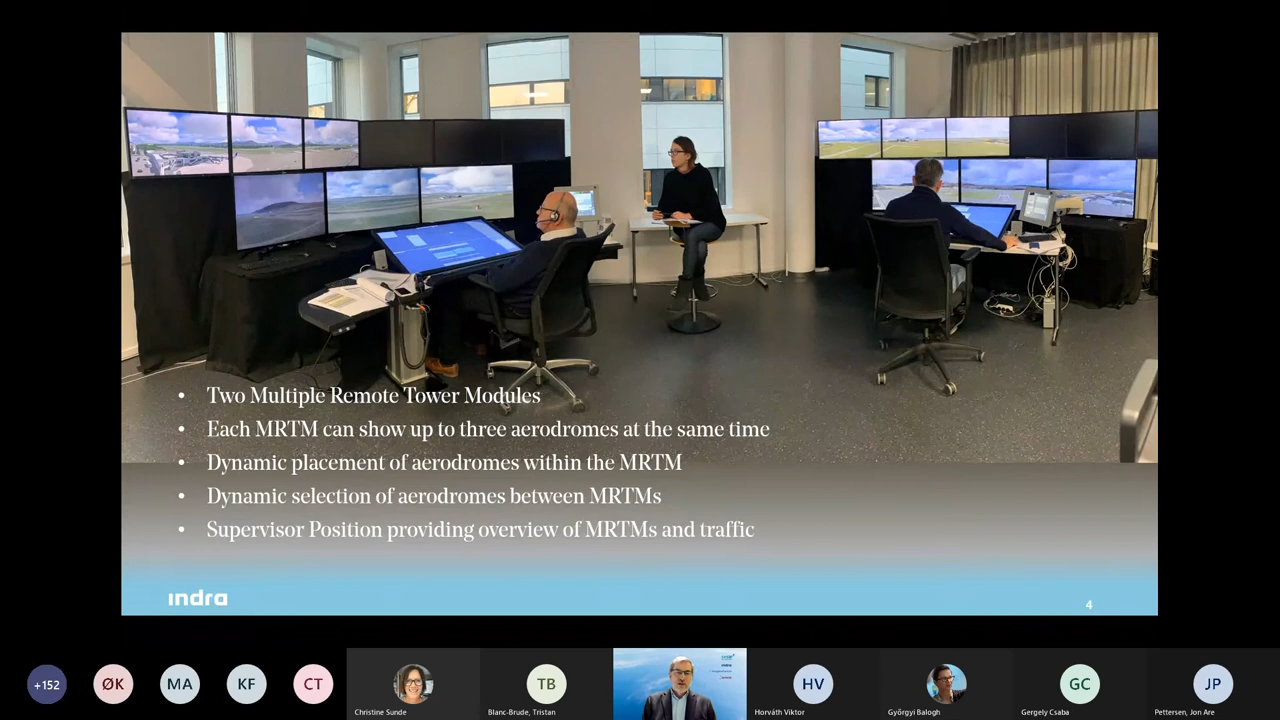 • Two Multiple Remote Tower Modules
• Each MRTM can show up to three aerodromes at the same time
• Dynamic placement of aerodromes within the MRTM
• Dynamic selection of aerodromes between MRTMs
• Supervisor Position providing overview of MRTMs and traffic
indra
4
+152
ØK
MA
KF
CT
Christine Sunde
TB
Blanc-Brude, Tristan
HV
Horváth Viktor
Györgyi Balogh
GC
Gergely Csaba
JP
Pettersen, Jon Are